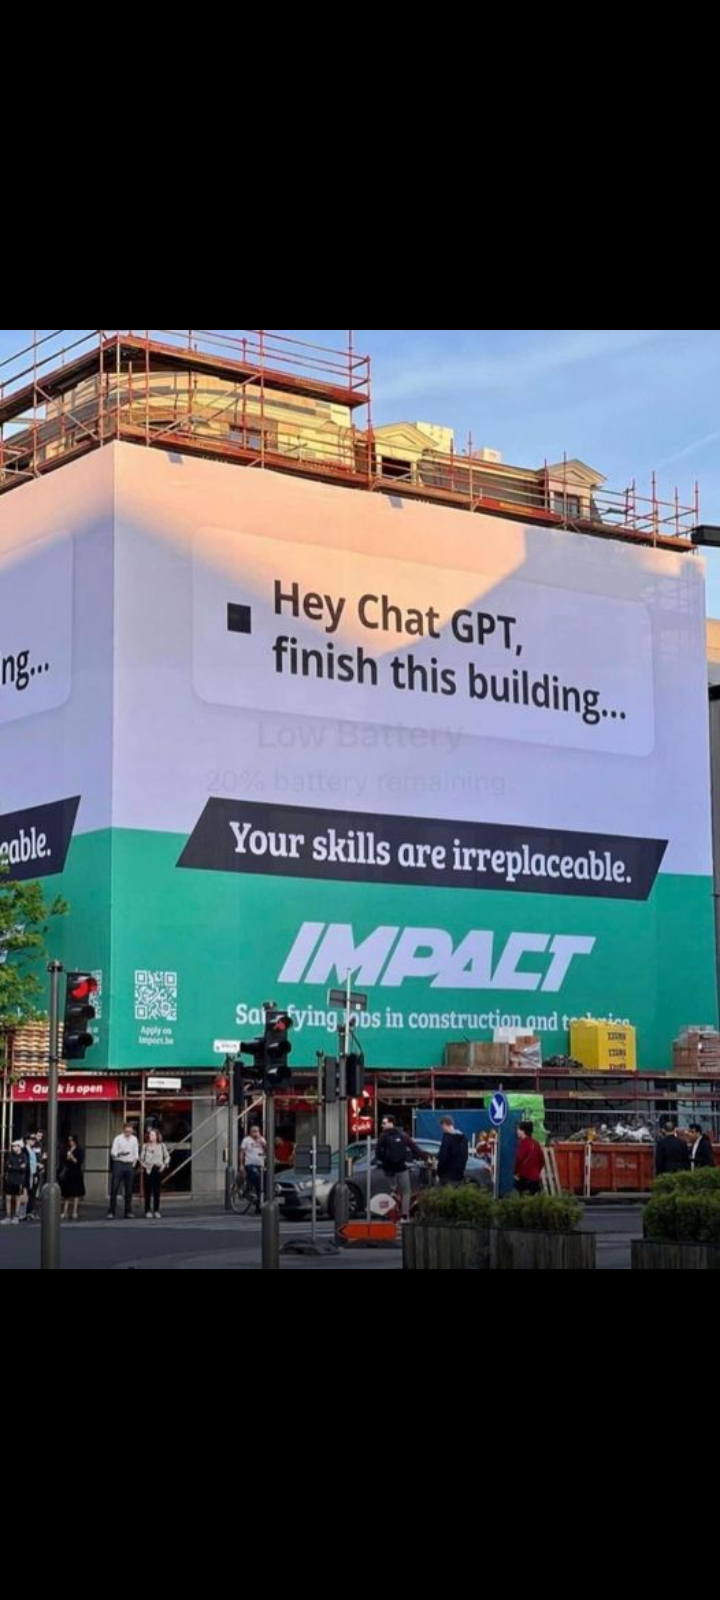 Hey Chat GPT,
finish this building...
ng...
Low Battery
20% battery remaining.
Your skills are irreplaceable.
eable.
IMPACT
jobs in construction and
Apply on
Impact.be
Quick is open